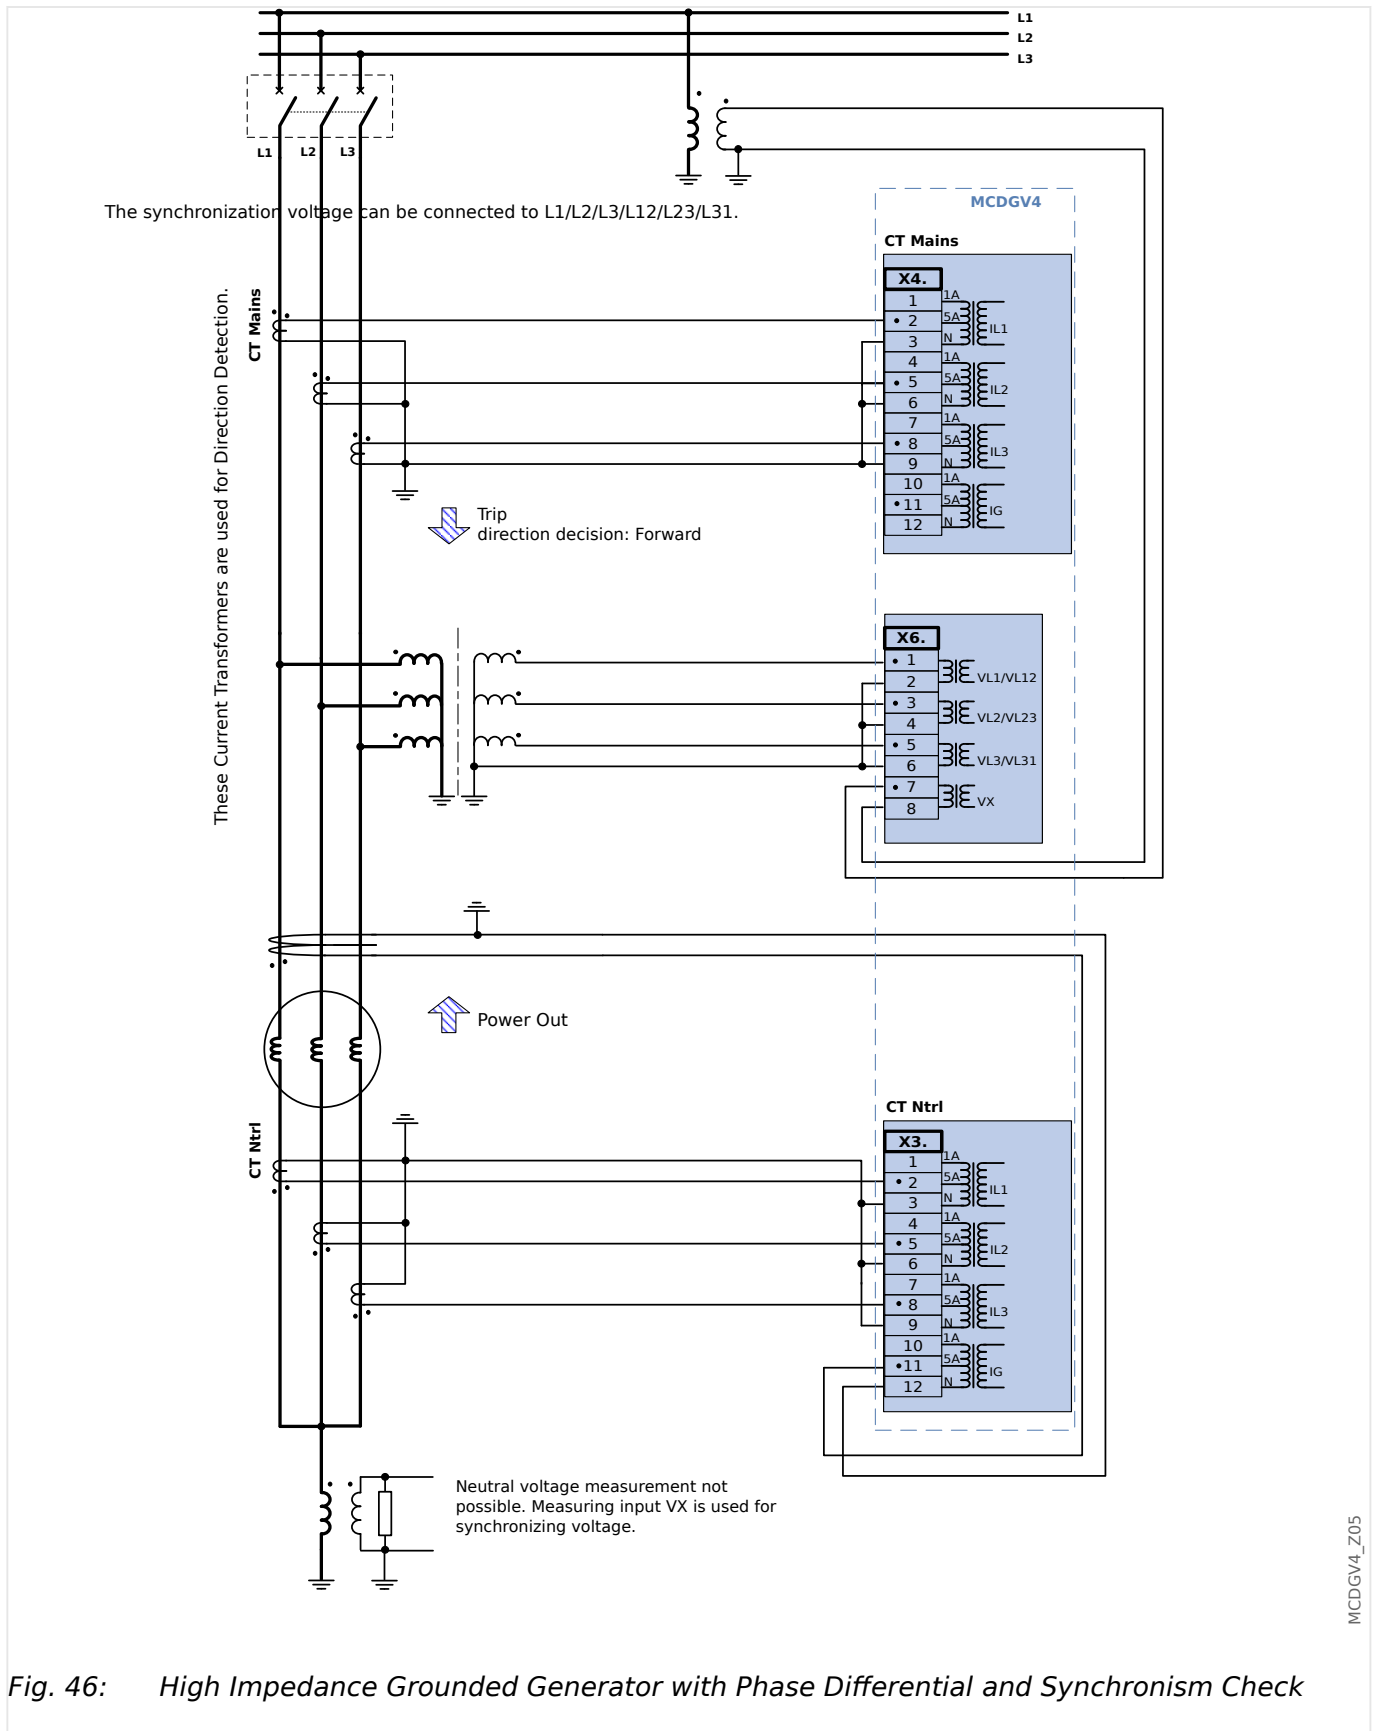 L1
L2
L3
L1
L2
L3
The synchronization voltage can be connected to L1/L2/L3/L12/L23/L31.
MCDGV4
CT Mains
These Current Transformers are used for Direction Detection.
CT Mains
X4.
1
1A
2
5A
IL1
3
N
4
1A
5
5A
IL2
6
N
7
1A
8
5A
IL3
9
N
10
1A
11
5A
IG
12
N
Trip
direction decision: Forward
X6.
1
2
VL1/VL12
3
4
VL2/VL23
5
6
VL3/VL31
7
8
VX
Power Out
CT Ntrl
CT Ntrl
X3.
1
1A
2
5A
IL1
3
N
4
1A
5
5A
IL2
6
N
7
1A
8
5A
IL3
9
N
10
1A
11
5A
IG
12
N
Neutral voltage measurement not
possible. Measuring input VX is used for
synchronizing voltage.
MCDGV4_Z05
Fig. 46: High Impedance Grounded Generator with Phase Differential and Synchronism Check